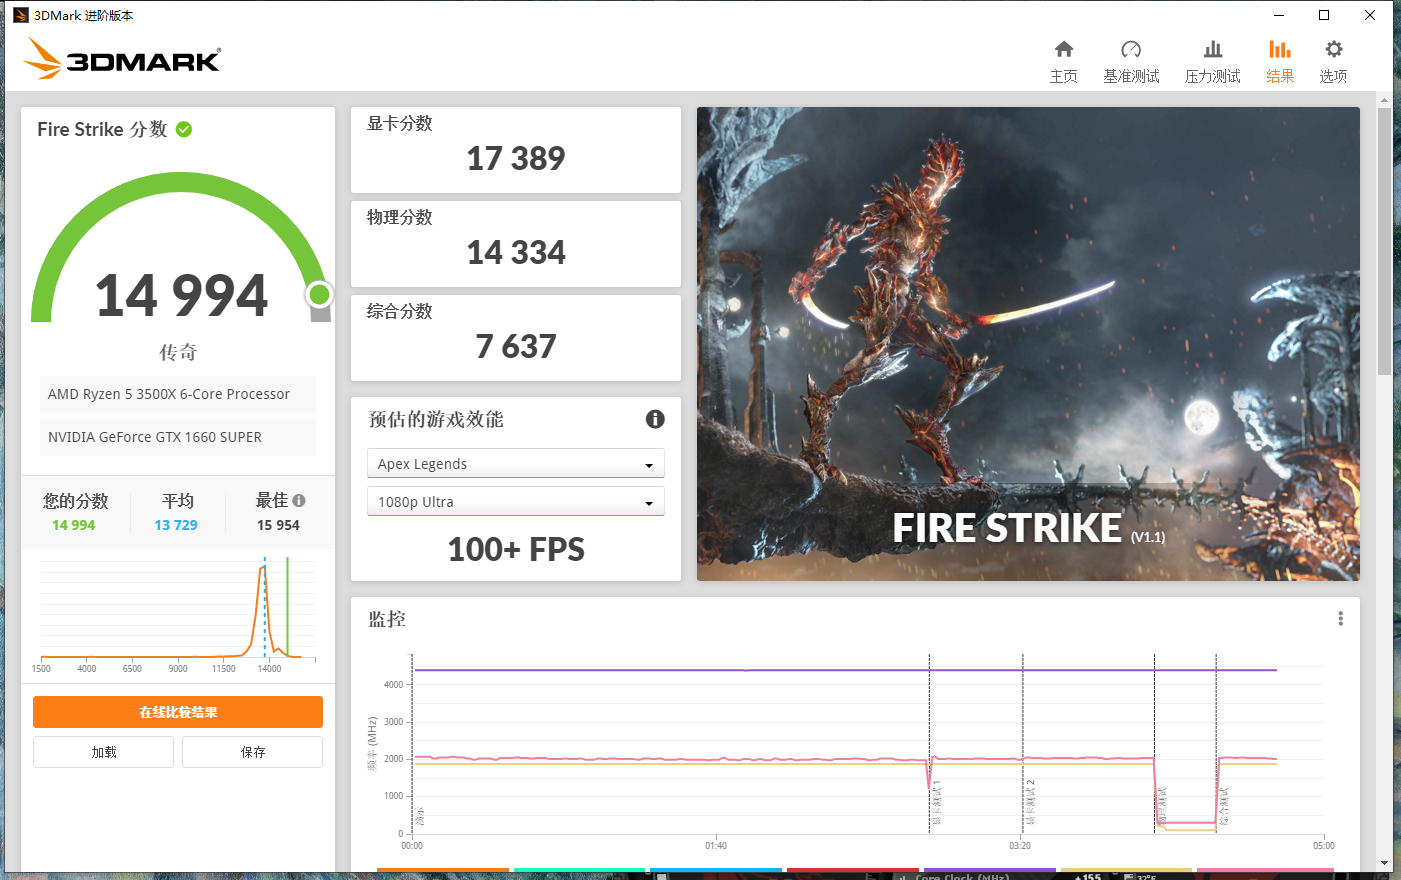 3DMark 进阶版本
3DMARK®
主页
基准测试
压力测试
结果
选项
Fire Strike 分数
14 994
传奇
AMD Ryzen 5 3500X 6-Core Processor
NVIDIA GeForce GTX 1660 SUPER
您的分数
平均
最佳
14 994
13 729
15 954
1500 4000 6500 9000 11500 14000
在线比较结果
加载
保存
显卡分数
17 389
物理分数
14 334
综合分数
7 637
预估的游戏效能
Apex Legends
1080p Ultra
100+ FPS
FIRE STRIKE (V1.1)
监控
频率 (MHz)
4000
3000
2000
1000
0
演示
显卡测试 1
显卡测试 2
物理测试
综合测试
00:00 01:40 03:20 05:00
Core Clock (MHz)
+155
32°F